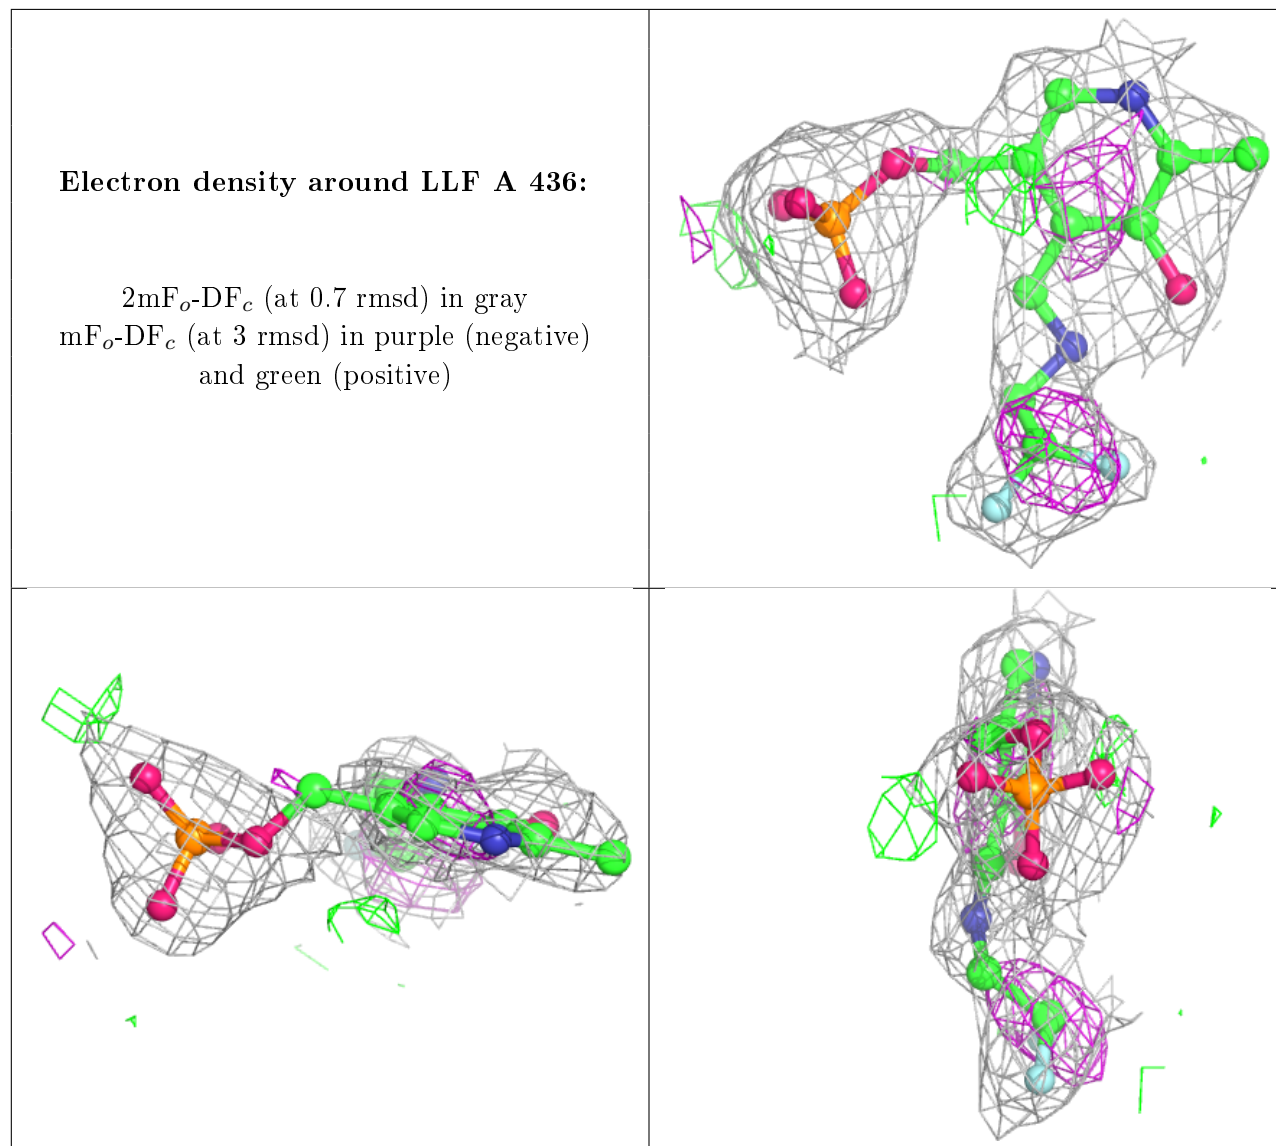 Electron density around LLF A 436:
2mFo-DFc (at 0.7 rmsd) in gray
mFo-DFc (at 3 rmsd) in purple (negative)
and green (positive)